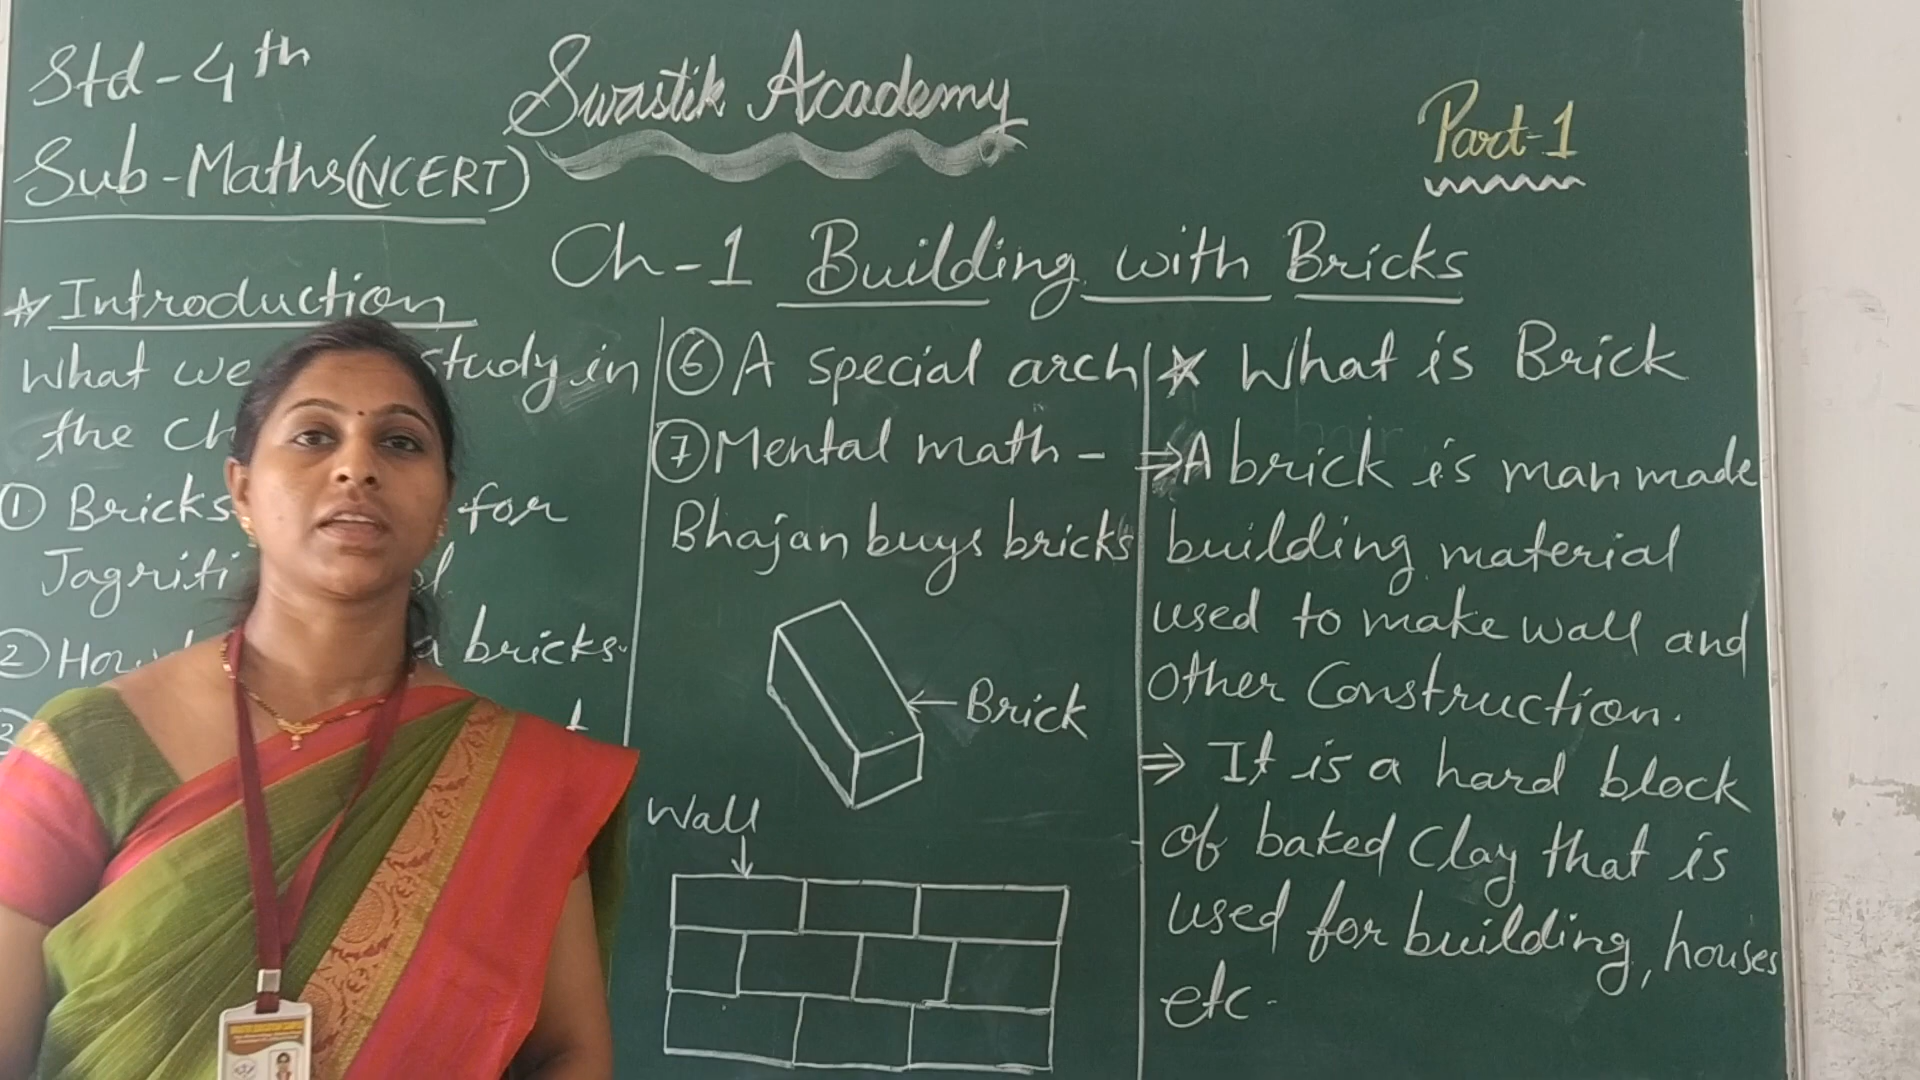 Std-4th
Swastik Academy
Part-1
Sub-Maths(NCERT)
Ch-1 Building with Bricks
* Introduction
What we study in
the
① Bricks for
Jagriti
② a bricks.
⑥ A special arch
⑦ Mental math -
Bhajan buys bricks
Brick
Wall
* What is Brick
⇒ A brick is man made
building material
used to make wall and
other Construction.
⇒ It is a hard block
of baked Clay that is
used for building, houses
etc.